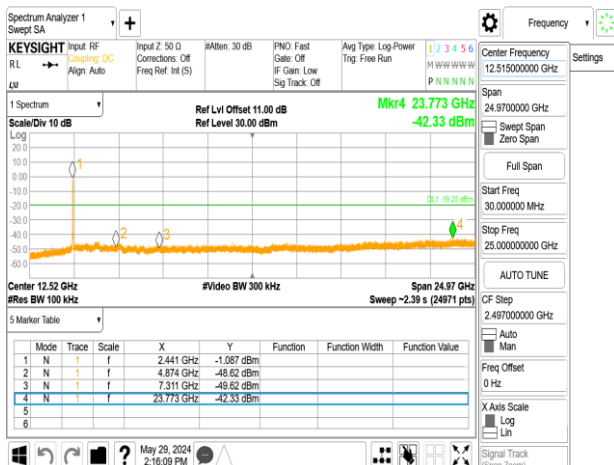 Spectrum Analyzer 1
Swept SA
Frequency
KEYSIGHT
RL
Input: RF
Coupling: DC
Align: Auto
Input Z: 50 Ω
Corrections: Off
Freq Ref: Int (S)
#Atten: 30 dB
PNO: Fast
Gate: Off
IF Gain: Low
Sig Track: Off
Avg Type: Log-Power
Trig: Free Run
1 2 3 4 5 6
M W W W W W
P N N N N N
Center Frequency
12.515000000 GHz
Settings
Span
24.9700000 GHz
Swept Span
Zero Span
Full Span
Start Freq
30.000000 MHz
Stop Freq
25.000000000 GHz
AUTO TUNE
CF Step
2.497000000 GHz
Auto
Man
Freq Offset
0 Hz
X Axis Scale
Log
Lin
Signal Track
(Span Zoom)
1 Spectrum
Scale/Div 10 dB
Ref Lvl Offset 11.00 dB
Ref Level 30.00 dBm
Mkr4 23.773 GHz
-42.33 dBm
Log
20.0
10.0
0.00
-10.0
-20.0
-30.0
-40.0
-50.0
-60.0
1
2
3
4
Center 12.52 GHz
#Res BW 100 kHz
#Video BW 300 kHz
Span 24.97 GHz
Sweep ~2.39 s (24971 pts)
5 Marker Table
Mode Trace Scale X Y Function Function Width Function Value
1 N 1 f 2.441 GHz -1.087 dBm
2 N 1 f 4.874 GHz -48.62 dBm
3 N 1 f 7.311 GHz -49.62 dBm
4 N 1 f 23.773 GHz -42.33 dBm
5
6
?
May 29, 2024
2:16:09 PM